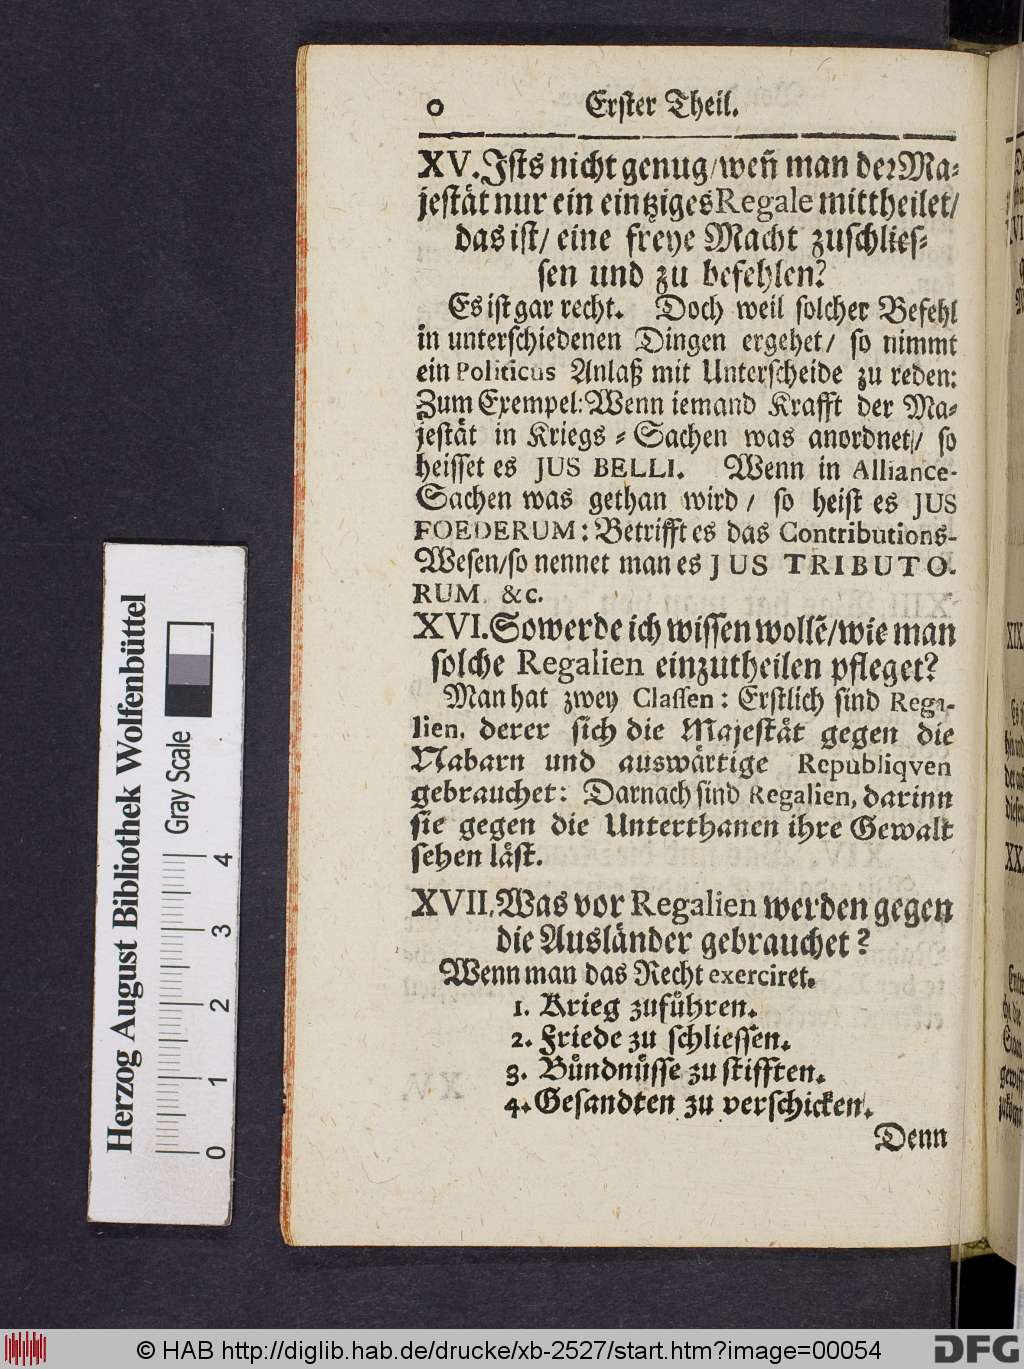 o Erster Theil.
XV. Ists nicht genug/ weñ man der Ma-
jestät nur ein eintziges Regale mittheilet/
das ist/ eine freye Macht zuschlies-
sen und zu befehlen?
Es ist gar recht. Doch weil solcher Befehl
in unterschiedenen Dingen ergehet/ so nimmt
ein Politicus Anlaß mit Unterscheide zu reden:
Zum Exempel: Wenn iemand Krafft der Ma-
jestät in Kriegs-Sachen was anordnet/ so
heisset es JUS BELLI. Wenn in Alliance-
Sachen was gethan wird/ so heist es JUS
FOEDERUM: Betrifft es das Contributions-
Wesen/ so nennet man es JUS TRIBUTO-
RUM &c.
XVI. So werde ich wissen wollẽ/ wie man
solche Regalien einzutheilen pfleget?
Man hat zwey Classen: Erstlich sind Rega-
lien, derer sich die Majestät gegen die
Nabarn und auswärtige Republiqven
gebrauchet: Darnach sind Regalien, darinn
sie gegen die Unterthanen ihre Gewalt
sehen läst.
XVII. Was vor Regalien werden gegen
die Ausländer gebrauchet?
Wenn man das Recht exerciret.
1. Krieg zuführen.
2. Friede zu schliessen.
3. Bündnüsse zu stifften.
4. Gesandten zu verschicken.
Denn
Herzog August Bibliothek Wolfenbüttel
Gray Scale
0 1 2 3 4
© HAB http://diglib.hab.de/drucke/xb-2527/start.htm?image=00054
DFG